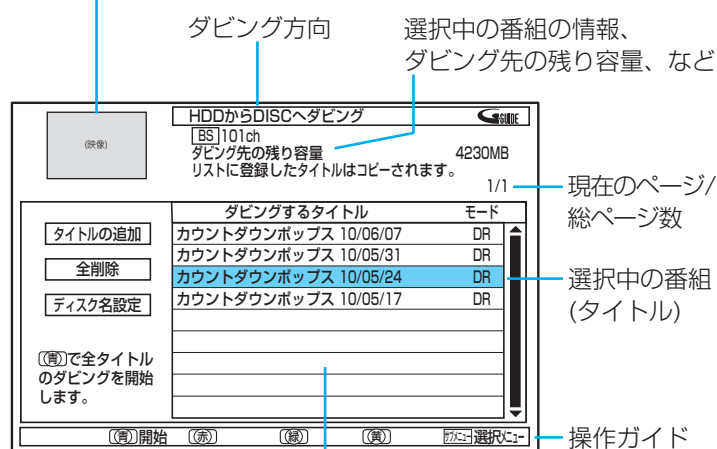 ダビング方向
選択中の番組の情報、
ダビング先の残り容量、など
(映像)
HDDからDISCへダビング
G GUIDE
BS 101ch
ダビング先の残り容量 4230MB
リストに登録したタイトルはコピーされます。
1/1
現在のページ/
総ページ数
ダビングするタイトル モード
タイトルの追加
全削除
ディスク名設定
カウントダウンポップス 10/06/07 DR
カウントダウンポップス 10/05/31 DR
カウントダウンポップス 10/05/24 DR
カウントダウンポップス 10/05/17 DR
選択中の番組
(タイトル)
(青)で全タイトル
のダビングを開始
します。
(青)開始 (赤) (緑) (黄) サブメニュー 選択メニュー
操作ガイド